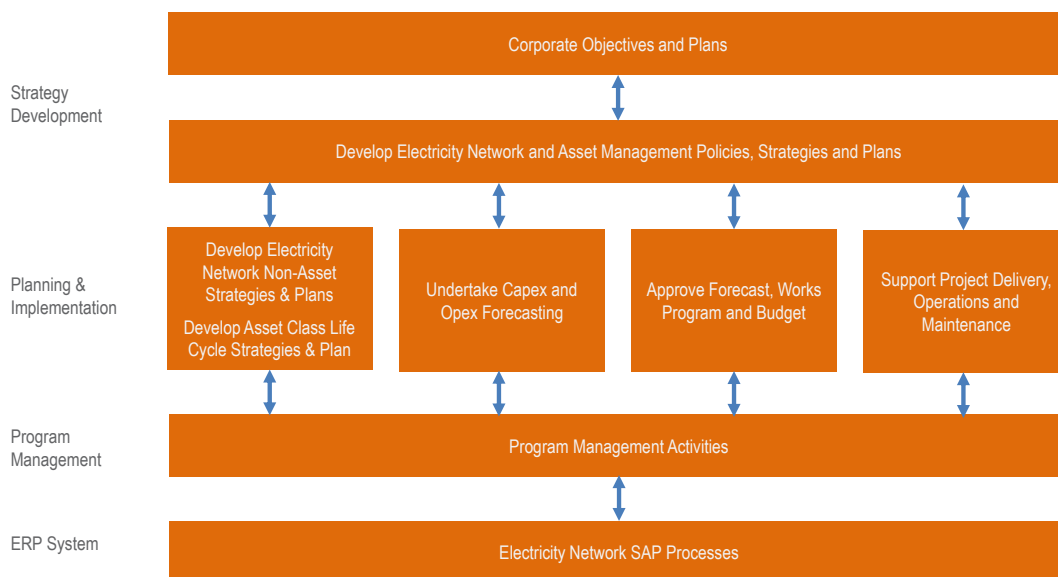 Corporate Objectives and Plans
Strategy
Development
Develop Electricity Network and Asset Management Policies, Strategies and Plans
Planning &
Implementation
Develop Electricity
Network Non-Asset
Strategies & Plans
Develop Asset Class Life
Cycle Strategies & Plan
Undertake Capex and
Opex Forecasting
Approve Forecast, Works
Program and Budget
Support Project Delivery,
Operations and
Maintenance
Program
Management
Program Management Activities
ERP System
Electricity Network SAP Processes